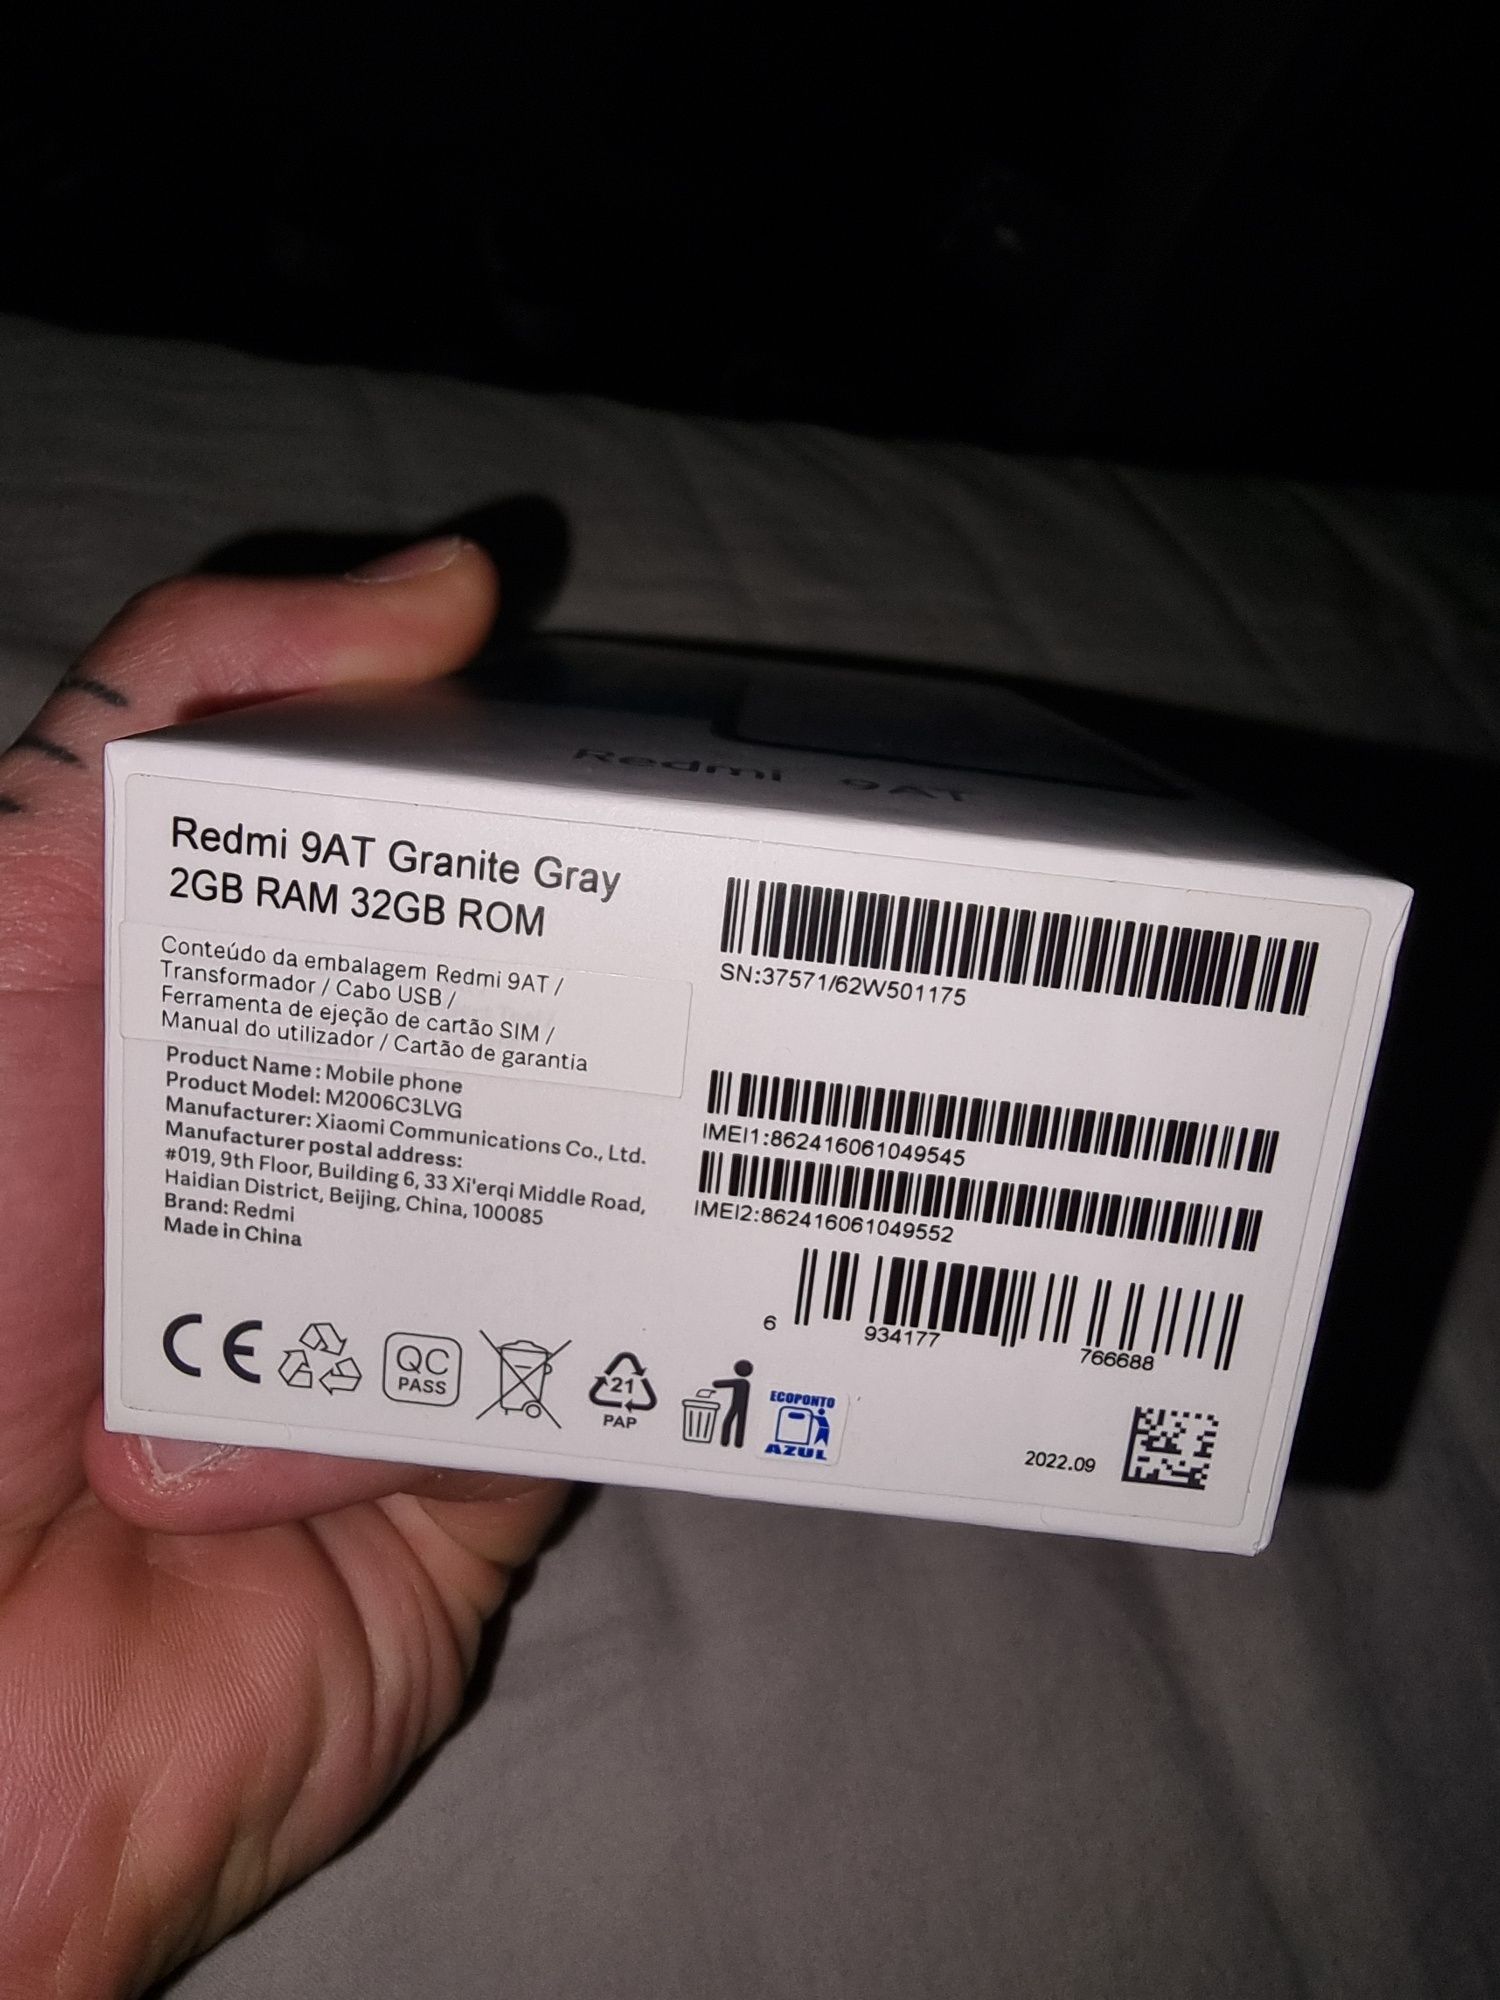 Redmi 9AT
Redmi 9AT Granite Gray
2GB RAM 32GB ROM
Conteúdo da embalagem Redmi 9AT /
Transformador / Cabo USB /
Ferramenta de ejeção de cartão SIM /
Manual do utilizador / Cartão de garantia
Product Name: Mobile phone
Product Model: M2006C3LVG
Manufacturer: Xiaomi Communications Co., Ltd.
Manufacturer postal address:
#019, 9th Floor, Building 6, 33 Xi'erqi Middle Road,
Haidian District, Beijing, China, 100085
Brand: Redmi
Made in China
SN:37571/62W501175
IMEI1:862416061049545
IMEI2:862416061049552
6 934177 766688
CE
QC
PASS
21
PAP
ECOPONTO
AZUL
2022.09